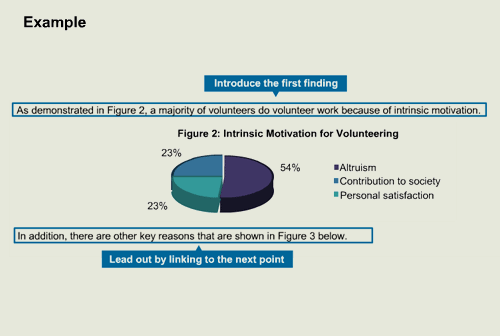 Example
Introduce the first finding
As demonstrated in Figure 2, a majority of volunteers do volunteer work because of intrinsic motivation.
Figure 2: Intrinsic Motivation for Volunteering
23%
54%
23%
Altruism
Contribution to society
Personal satisfaction
In addition, there are other key reasons that are shown in Figure 3 below.
Lead out by linking to the next point